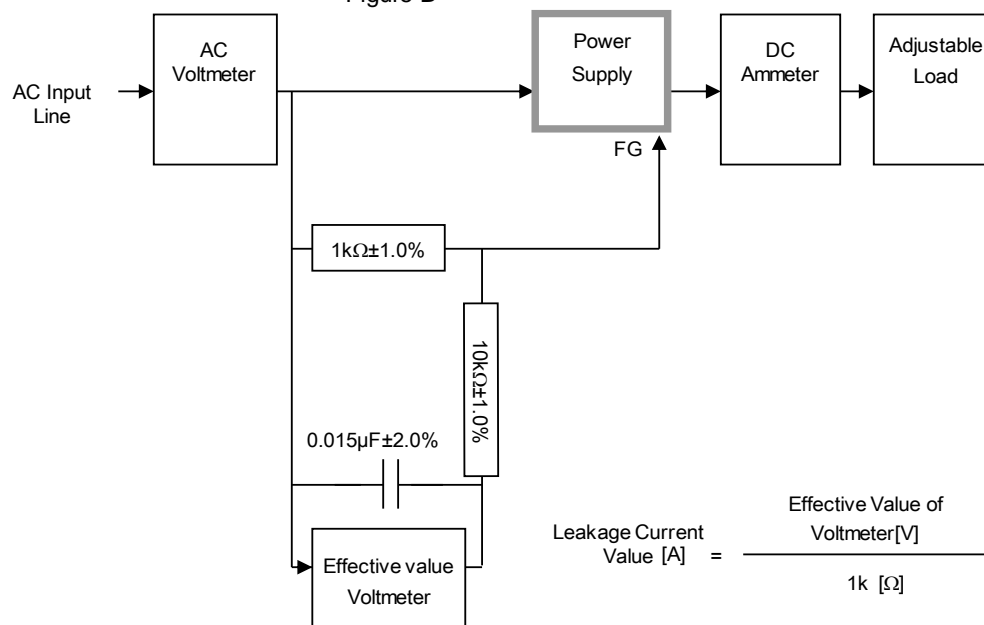 AC
Voltmeter
Power
Supply
DC
Ammeter
Adjustable
Load
AC Input
Line
FG
1kΩ±1.0%
10kΩ±1.0%
0.015µF±2.0%
Effective value
Voltmeter
Leakage Current
Value [A]
=
Effective Value of
Voltmeter[V]
1k [Ω]